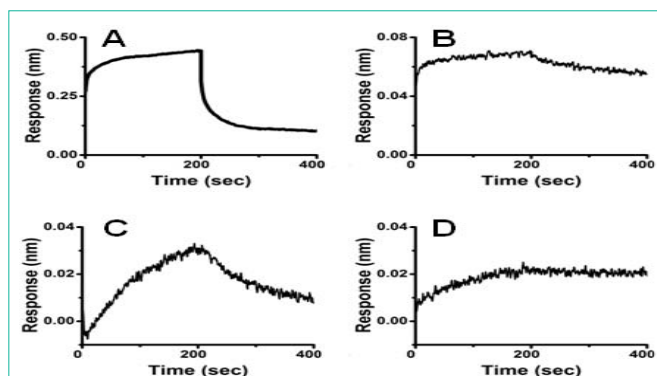 A
Response (nm)
0.50
0.25
0.00
0
200
400
Time (sec)
B
Response (nm)
0.08
0.04
0.00
0
200
400
Time (sec)
C
Response (nm)
0.04
0.02
0.00
0
200
400
Time (sec)
D
Response (nm)
0.04
0.02
0.00
0
200
400
Time (sec)